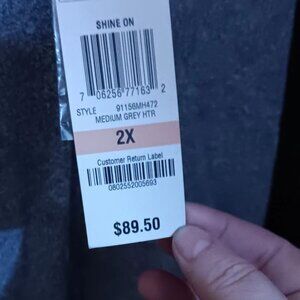 SHINE ON
7 06256 77163 2
STYLE 91156MH472
MEDIUM GREY HTR
2X
Customer Return Label
0802552005693
$89.50